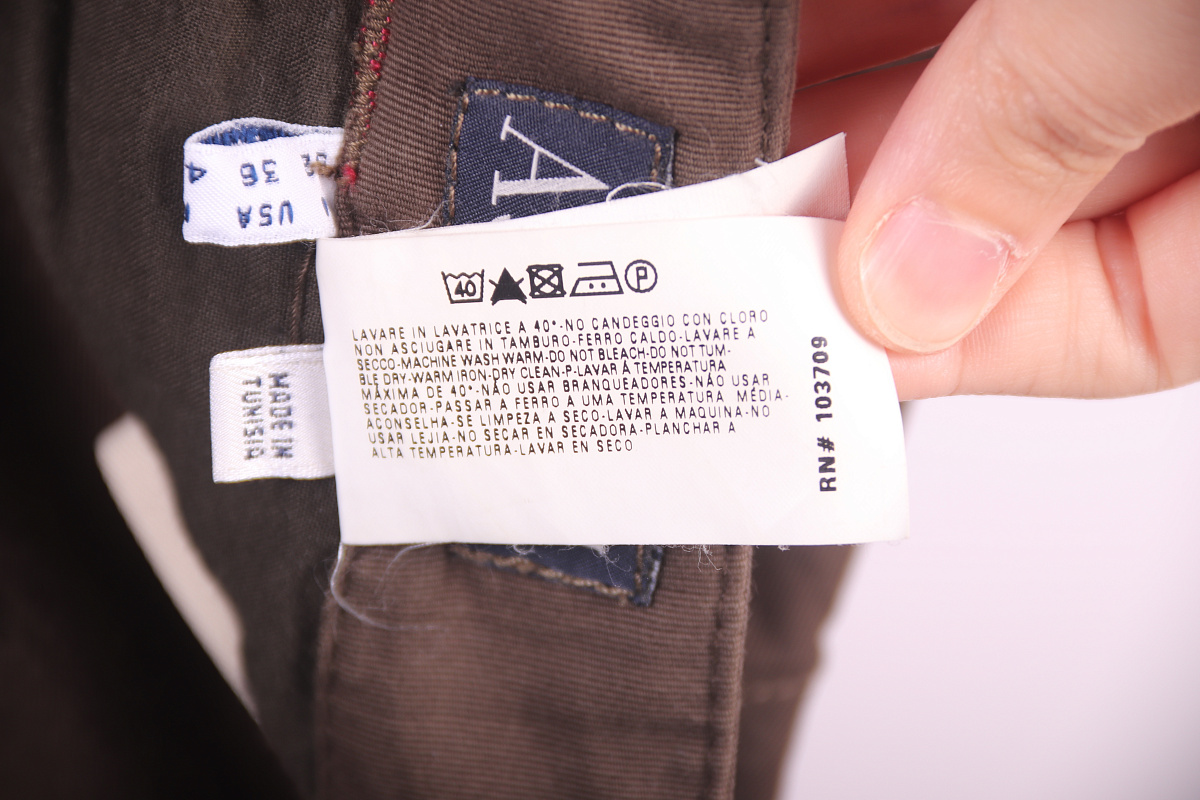 USA
36
MADE IN
TUNISIA
A
40
P
LAVARE IN LAVATRICE A 40°-NO CANDEGGIO CON CLORO
NON ASCIUGARE IN TAMBURO-FERRO CALDO-LAVARE A
SECCO-MACHINE WASH WARM-DO NOT BLEACH-DO NOT TUM-
BLE DRY-WARM IRON-DRY CLEAN-P-LAVAR À TEMPERATURA
MÁXIMA DE 40°-NÃO USAR BRANQUEADORES-NÃO USAR
SECADOR-PASSAR A FERRO A UMA TEMPERATURA MÉDIA-
ACONSELHA-SE LIMPEZA A SECO-LAVAR A MAQUINA-NO
USAR LEJIA-NO SECAR EN SECADORA-PLANCHAR A
ALTA TEMPERATURA-LAVAR EN SECO
RN# 103709